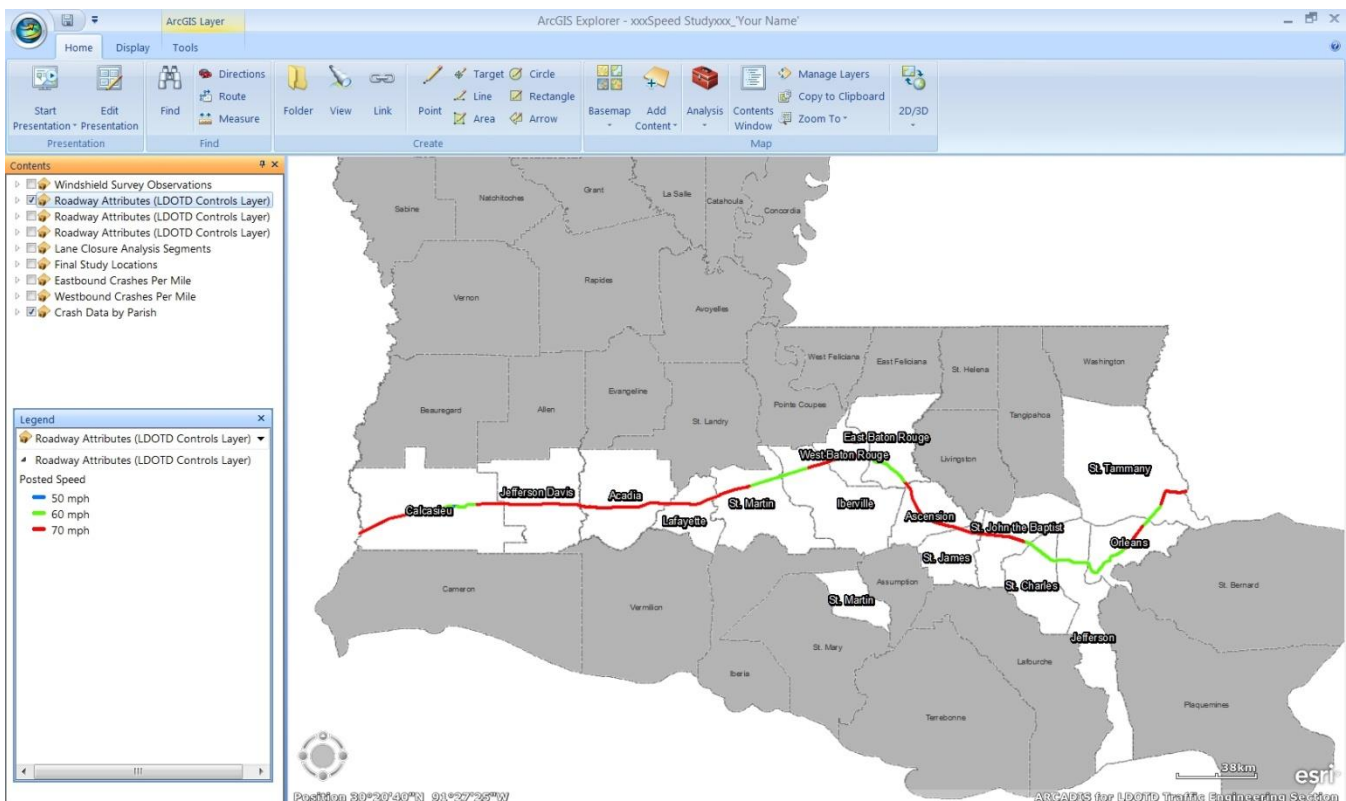 ArcGIS Layer
ArcGIS Explorer - xxxSpeed Studyxxx_'Your Name'
Home Display Tools
Start Presentation
Edit Presentation
Presentation
Find
Directions
Route
Measure
Find
Folder
View
Link
Point
Target
Circle
Line
Rectangle
Area
Arrow
Create
Basemap
Add Content
Analysis
Contents Window
Manage Layers
Copy to Clipboard
Zoom To
2D/3D
Map
Contents
Windshield Survey Observations
Roadway Attributes (LDOTD Controls Layer)
Roadway Attributes (LDOTD Controls Layer)
Roadway Attributes (LDOTD Controls Layer)
Lane Closure Analysis Segments
Final Study Locations
Eastbound Crashes Per Mile
Westbound Crashes Per Mile
Crash Data by Parish
Legend
Roadway Attributes (LDOTD Controls Layer)
Roadway Attributes (LDOTD Controls Layer)
Posted Speed
50 mph
60 mph
70 mph
Sabine
Natchitoches
Grant
La Salle
Catahoula
Concordia
Vernon
Rapides
Avoyelles
West Feliciana
East Feliciana
St. Helena
Washington
Tangipahoa
Beauregard
Allen
Evangeline
St. Landry
Pointe Coupee
East Baton Rouge
West Baton Rouge
Livingston
St. Tammany
Calcasieu
Jefferson Davis
Acadia
Lafayette
St. Martin
Iberville
Ascension
St. John the Baptist
Orleans
St. James
St. Charles
Cameron
Vermilion
St. Martin
Assumption
St. Bernard
Jefferson
St. Mary
Iberia
Lafourche
Terrebonne
Plaquemines
38km
esri
Position 30°20'40"N 91°27'25"W
ARCADIS for LDOTD Traffic Engineering Section